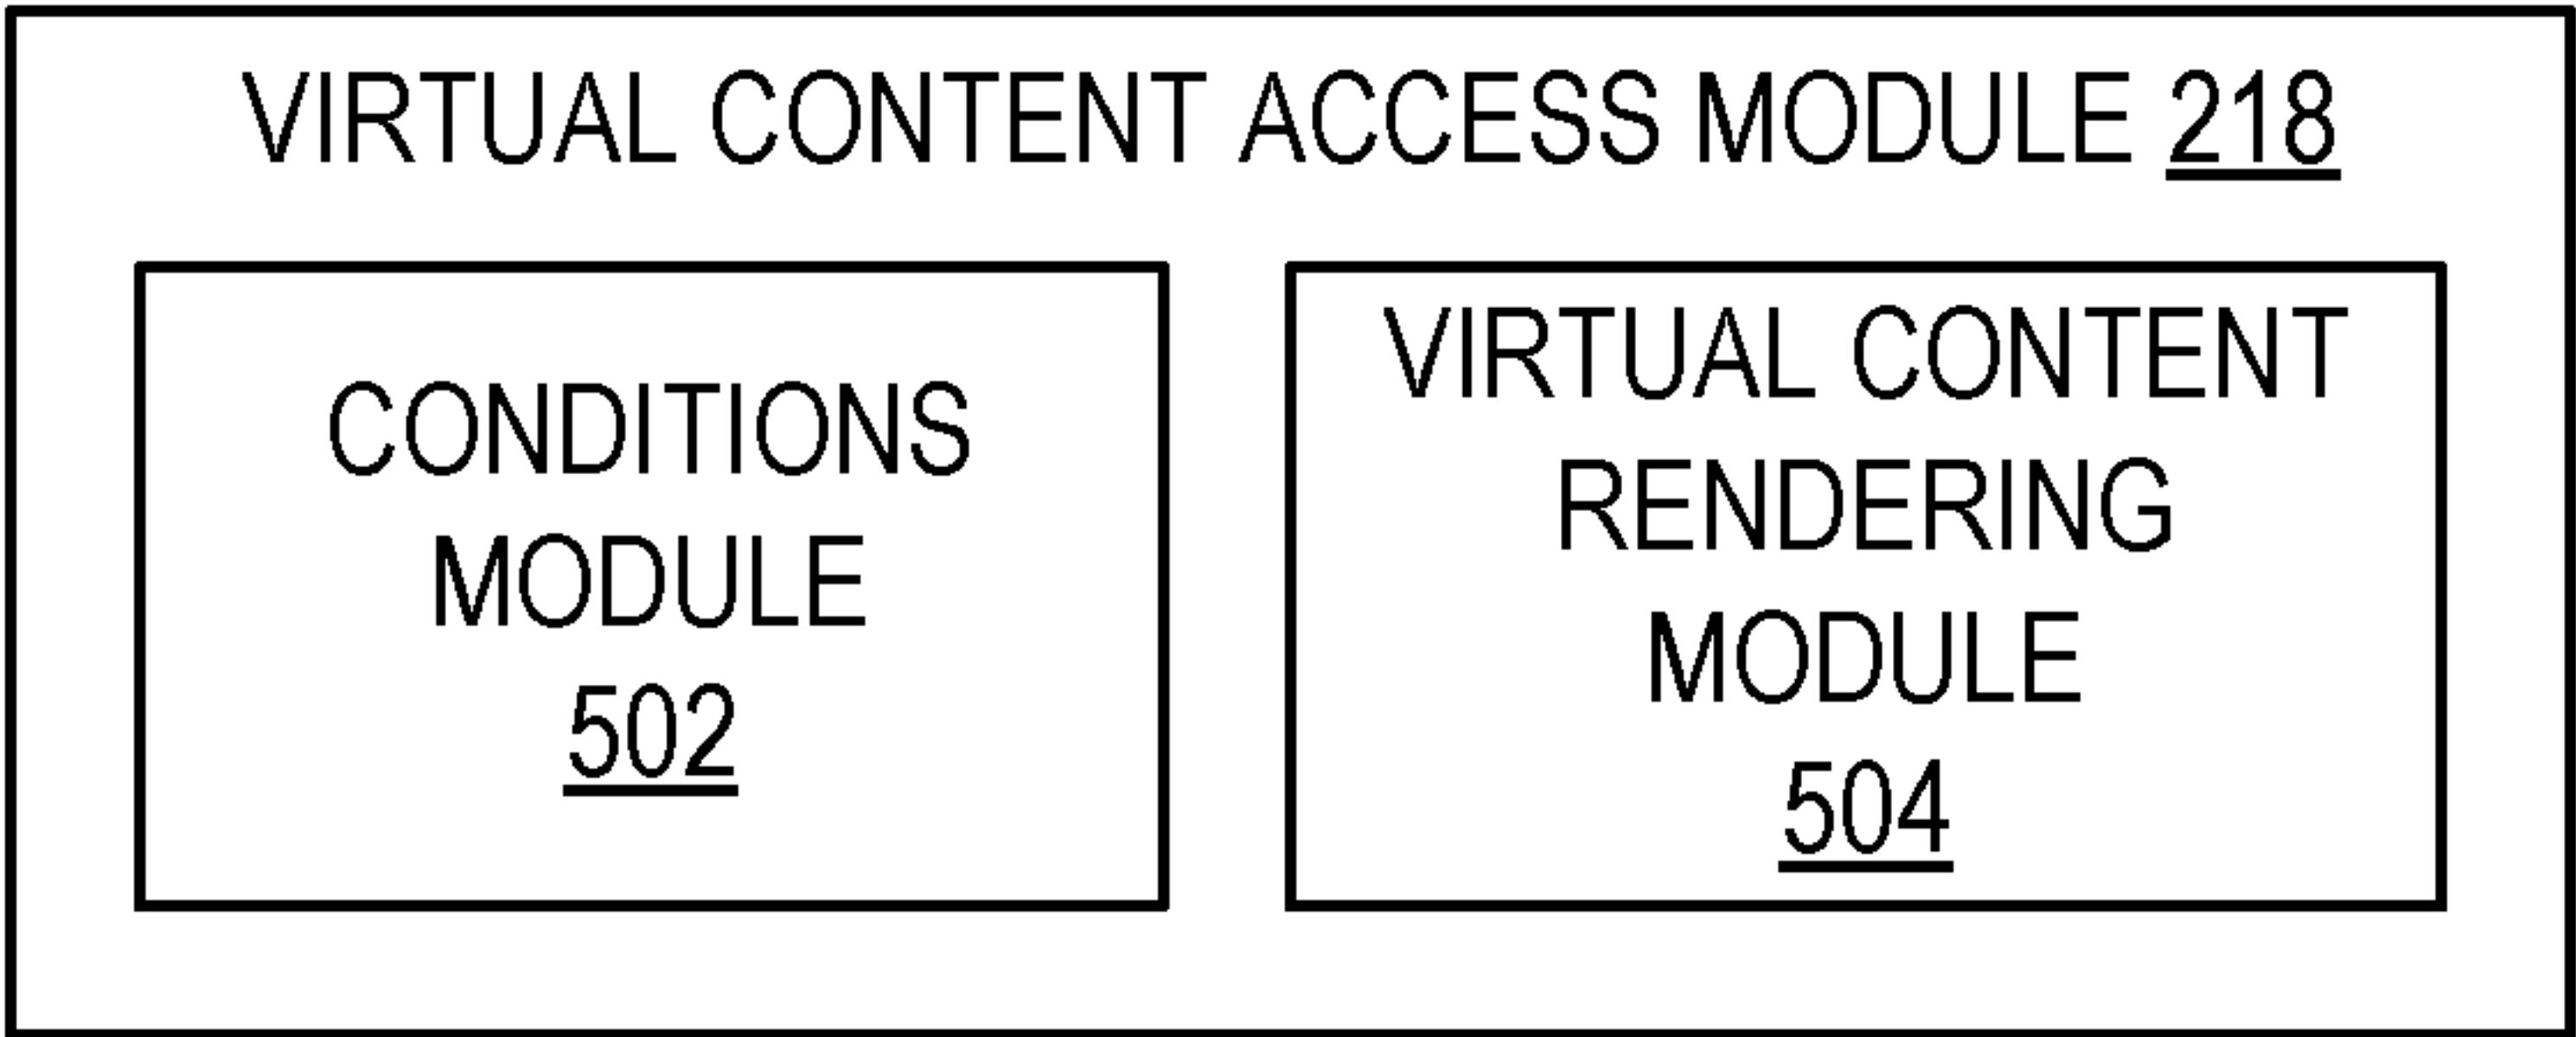 VIRTUAL CONTENT ACCESS MODULE 218
CONDITIONS
MODULE
502
VIRTUAL CONTENT
RENDERING
MODULE
504